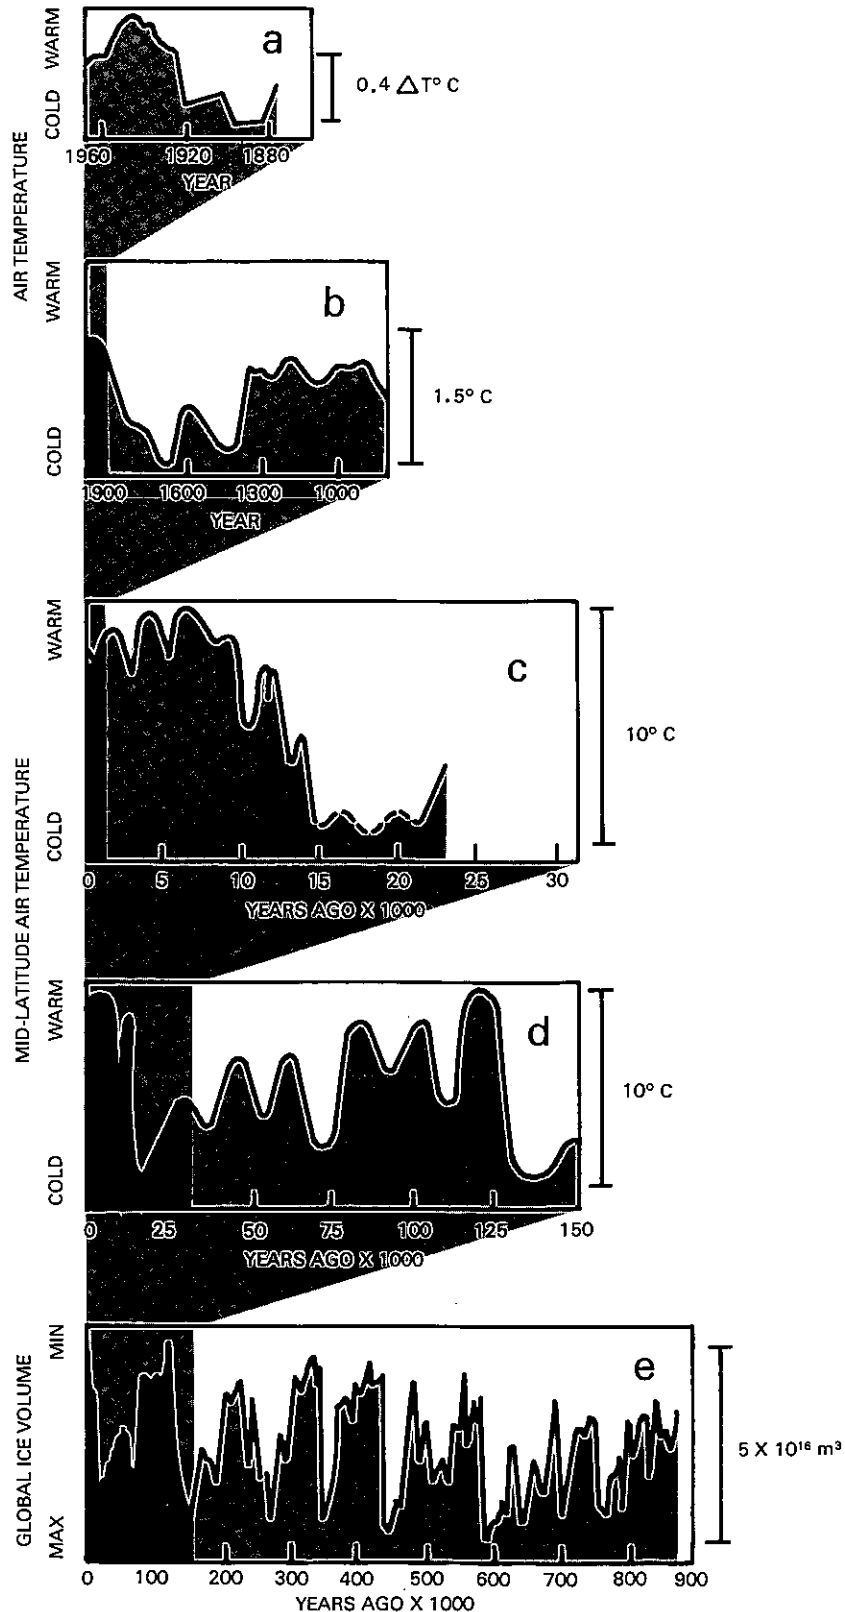 WARM
a
0.4 △T° C
COLD
1960 1920 1880
YEAR
AIR TEMPERATURE
WARM
b
1.5° C
COLD
1900 1600 1300 1000
YEAR
WARM
c
10° C
COLD
0 5 10 15 20 25 30
YEARS AGO X 1000
MID-LATITUDE AIR TEMPERATURE
WARM
d
10° C
COLD
0 25 50 75 100 125 150
YEARS AGO X 1000
MIN
e
GLOBAL ICE VOLUME
5 X 10¹⁶ m³
MAX
0 100 200 300 400 500 600 700 800 900
YEARS AGO X 1000